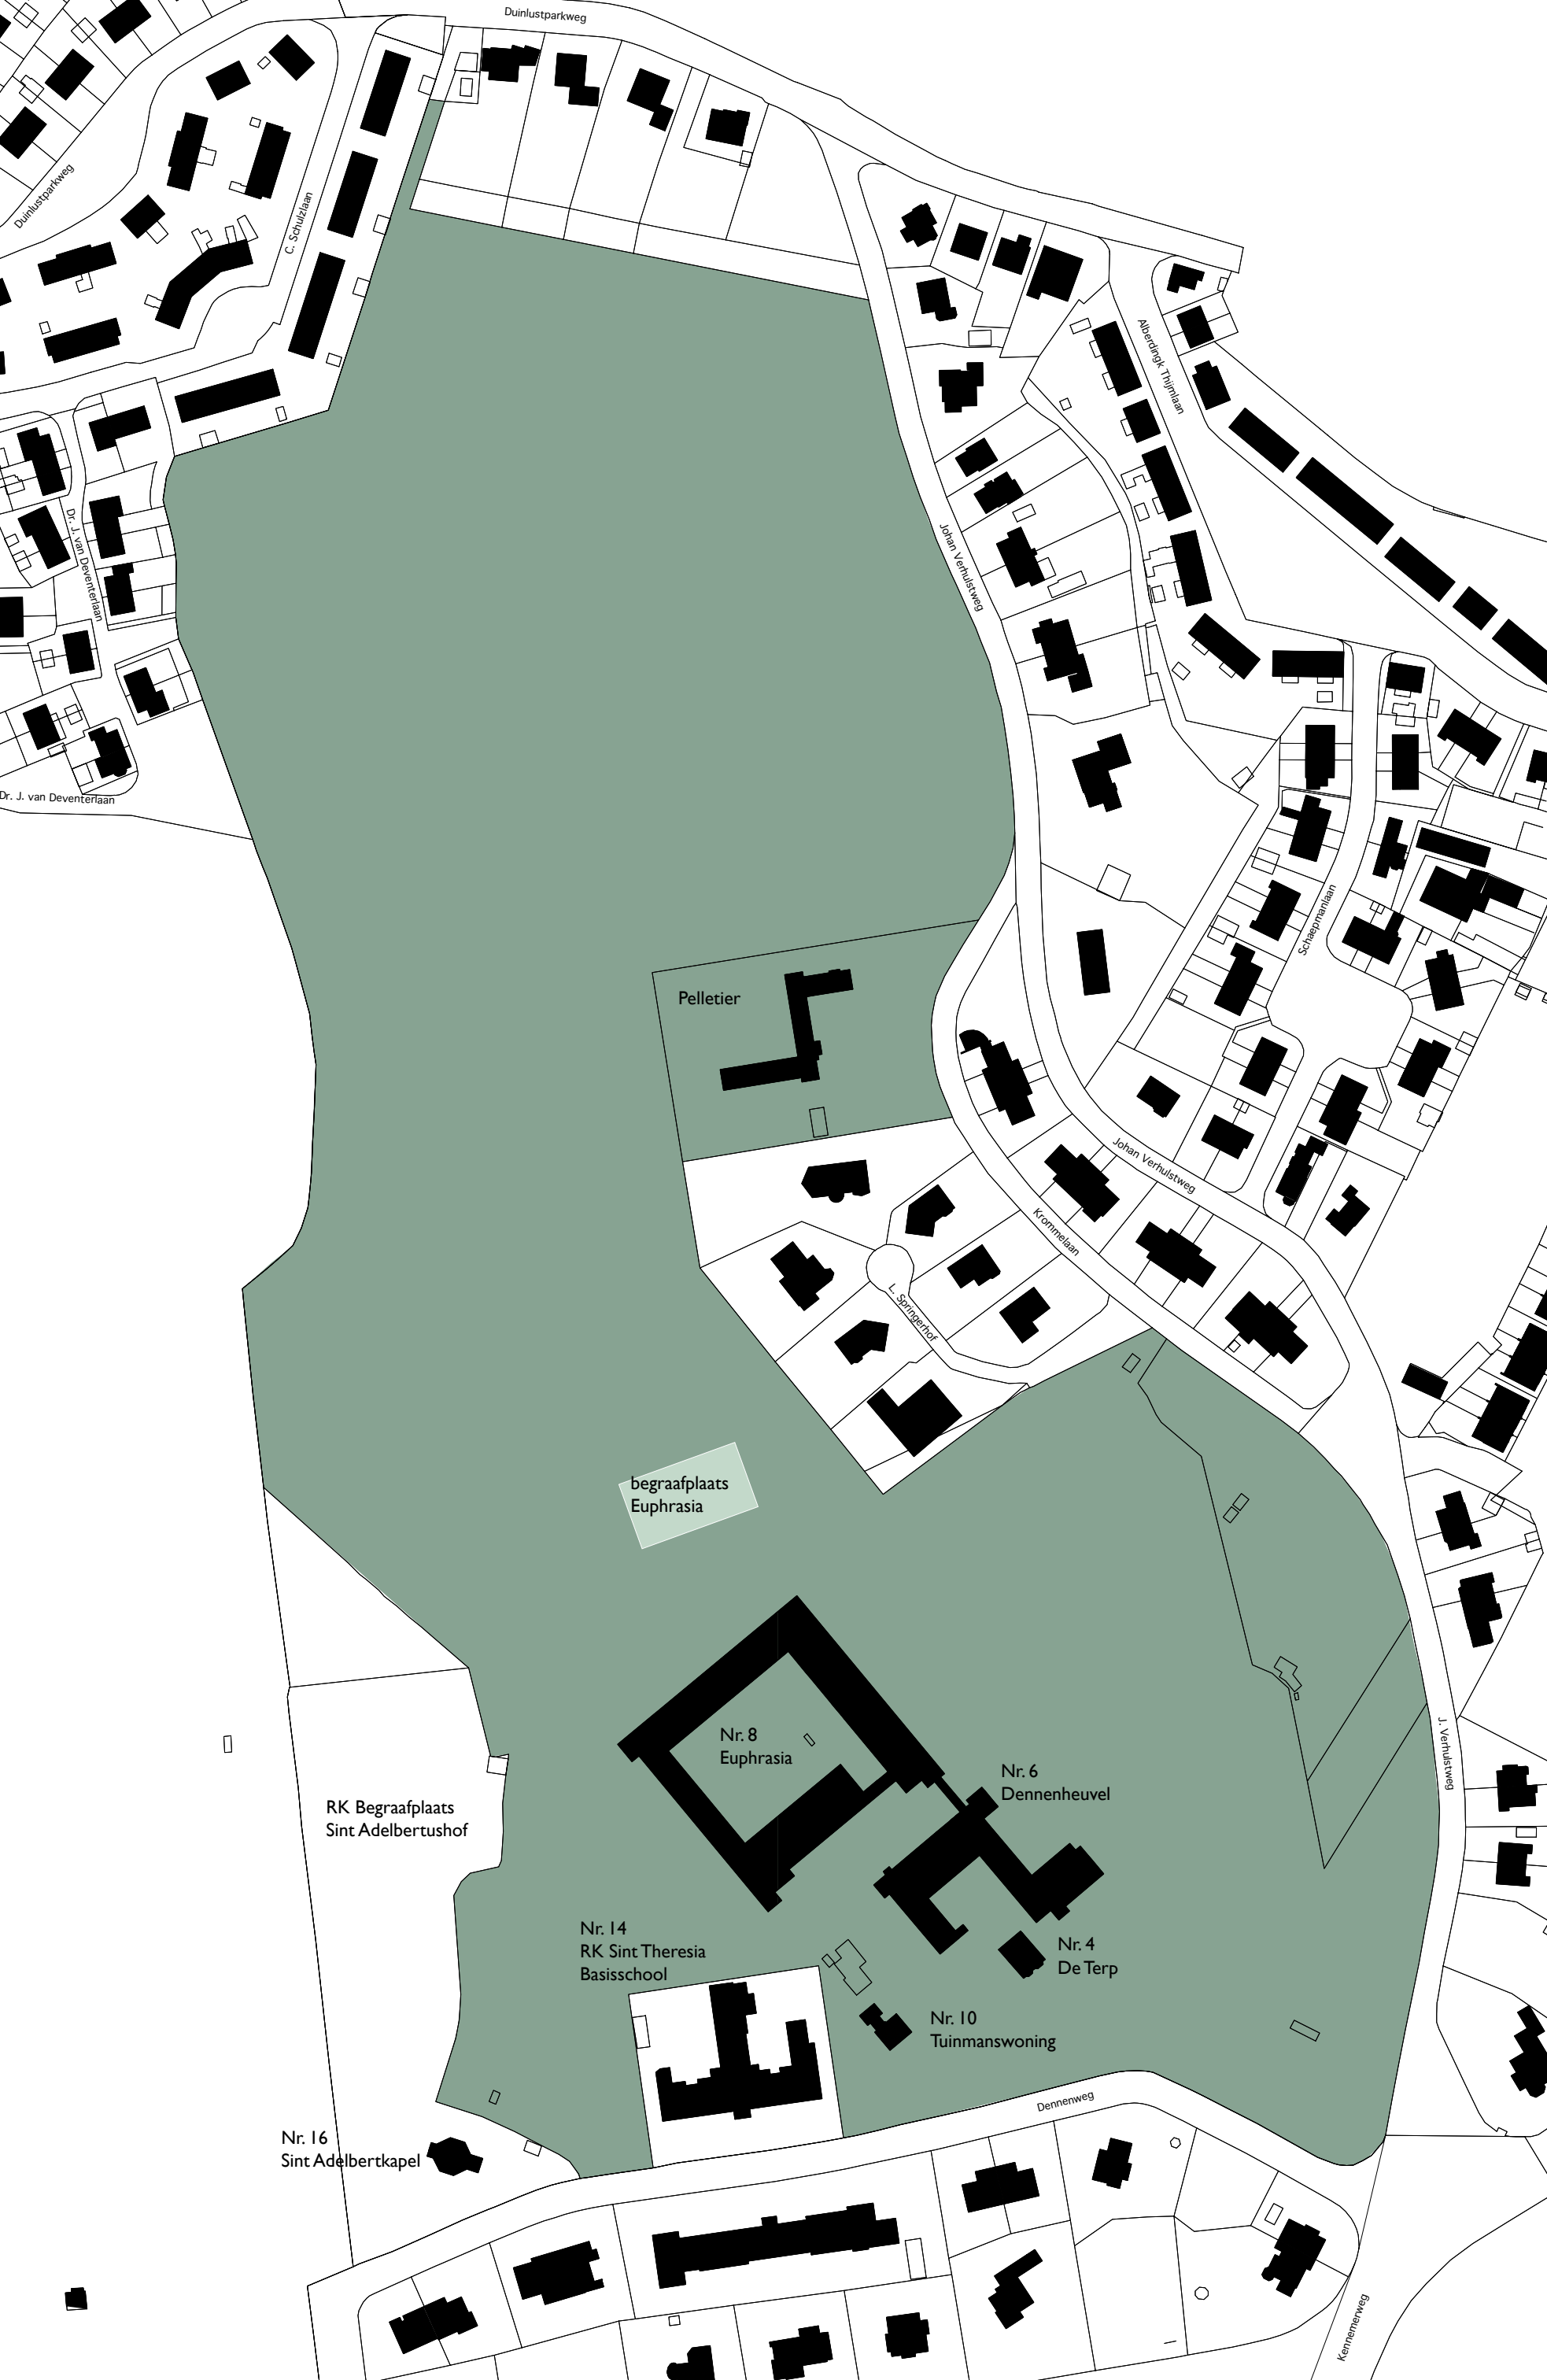 Duinlustparkweg
Duinlustparkweg
C. Schulzlaan
Alberdingk Thijmlaan
Dr. J. van Deventerlaan
Johan Verhulstweg
Dr. J. van Deventerlaan
Schaepmanlaan
Pelletier
Johan Verhulstweg
Krommelaan
L. Springerhof
begraafplaats
Euphrasia
Nr. 8
Euphrasia
J. Verhulstweg
Nr. 6
Dennenheuvel
RK Begraafplaats
Sint Adelbertushof
Nr. 14
RK Sint Theresia
Basisschool
Nr. 4
De Terp
Nr. 10
Tuinmanswoning
Dennenweg
Nr. 16
Sint Adelbertkapel
Kennemerweg